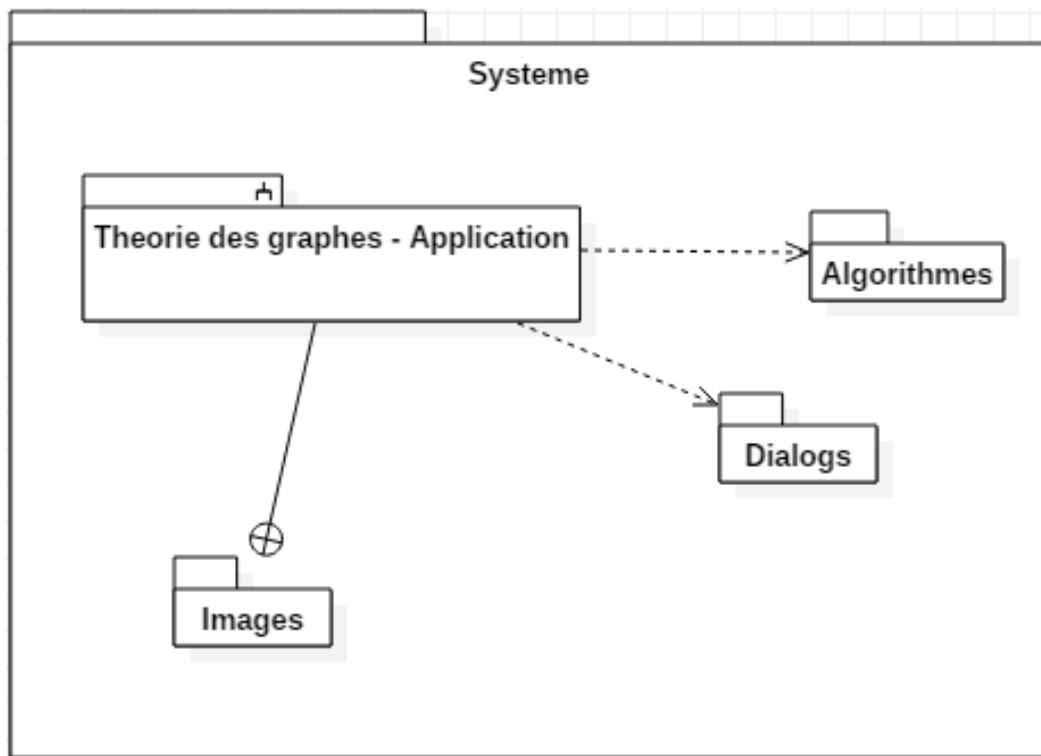 Systeme
Theorie des graphes - Application
Algorithmes
Dialogs
Images